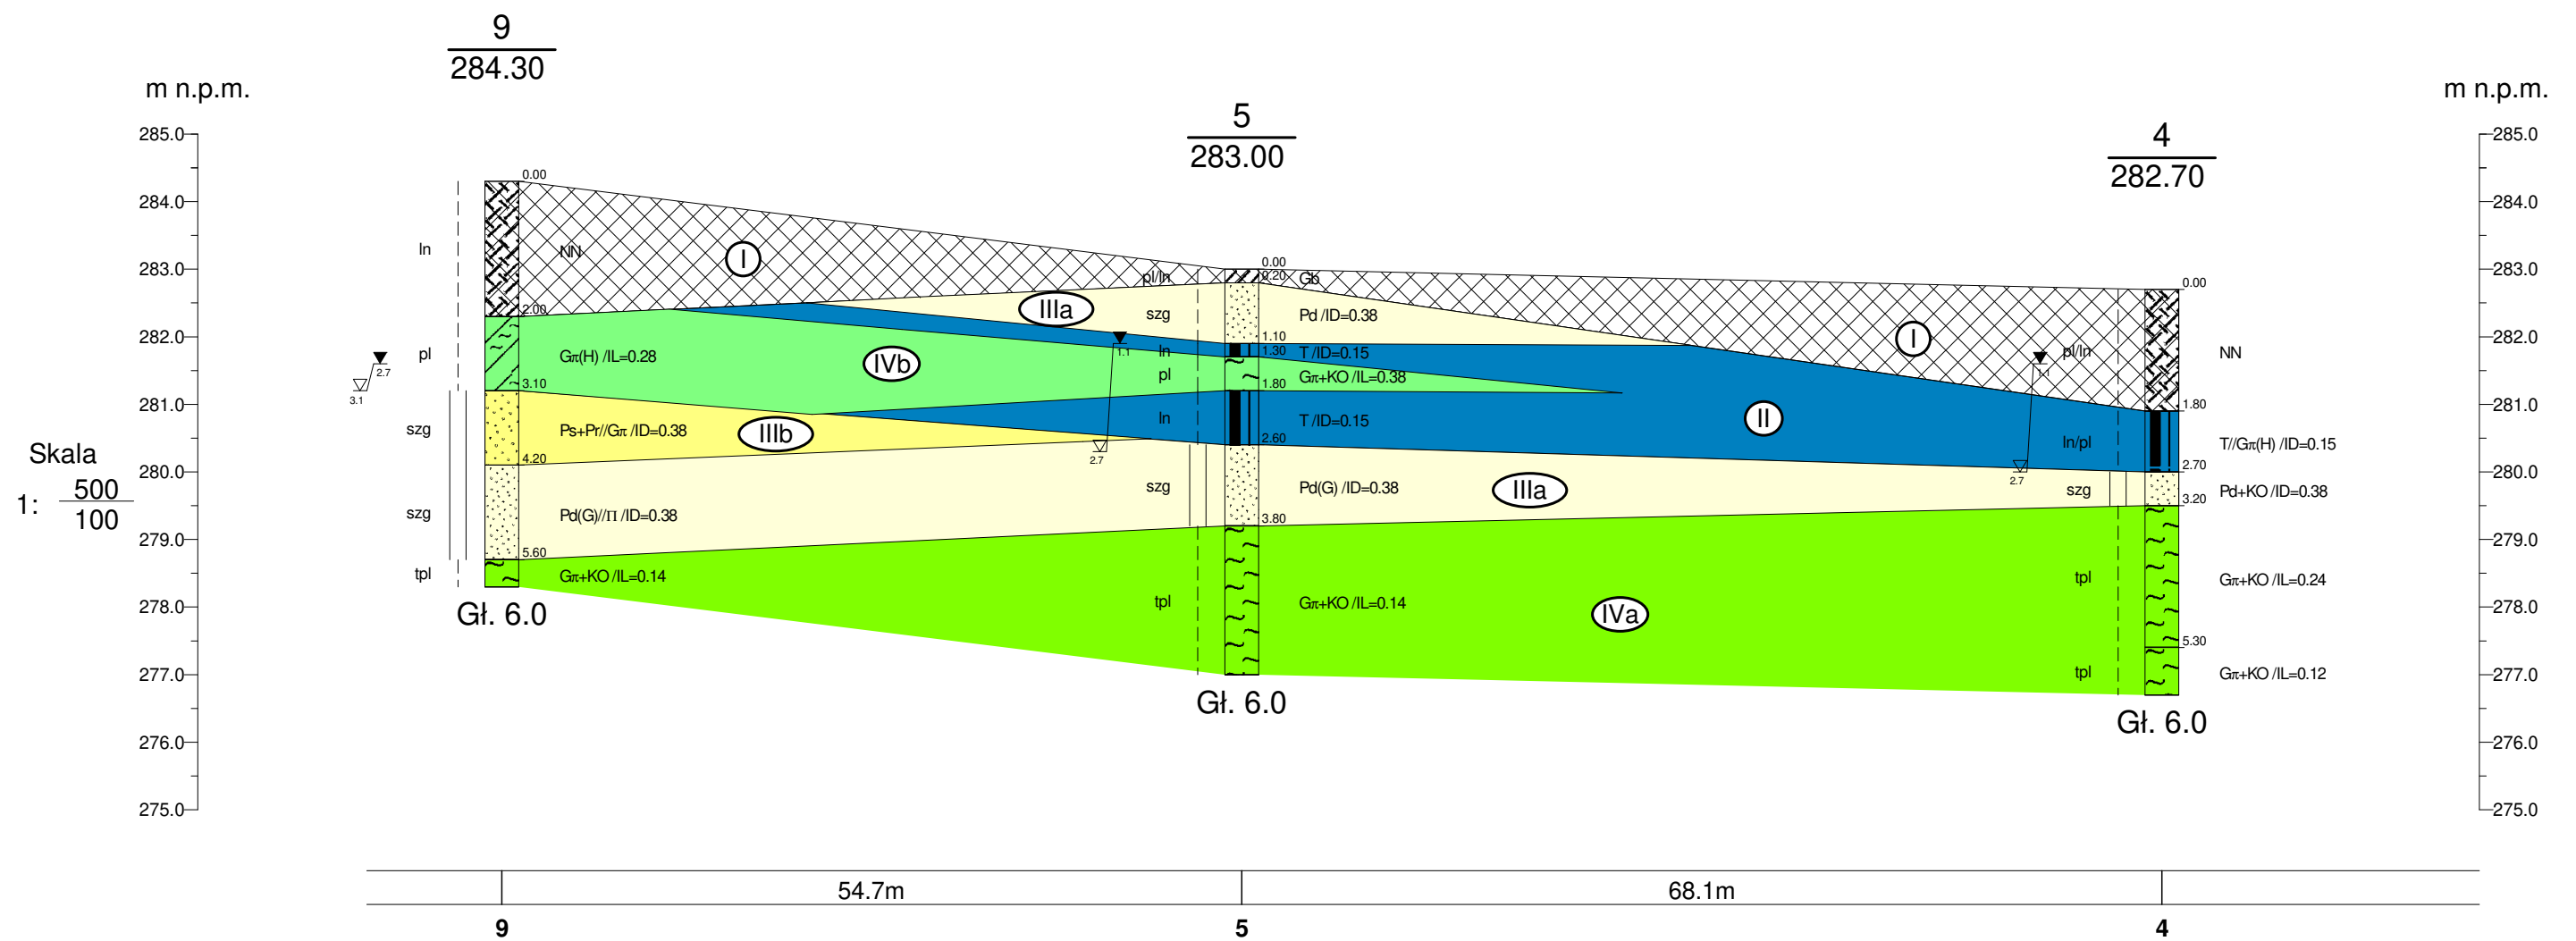 9
284.30
m n.p.m.
m n.p.m.
5
283.00
4
282.70
285.0
284.0
283.0
282.0
281.0
280.0
279.0
278.0
277.0
276.0
275.0
Skala
1: 500
100
ln
pl
szg
szg
tpl
2.7
3.1
0.00
2.00
3.10
4.20
5.60
NN
Gπ(H) /IL=0.28
Ps+Pr//Gπ /ID=0.38
Pd(G)//Π /ID=0.38
Gπ+KO /IL=0.14
Gł. 6.0
I
IIIa
IVb
IIIb
pl/ln
szg
ln
pl
ln
szg
tpl
1.1
2.7
0.00
0.20
1.10
1.30
1.80
2.60
3.80
Gb
Pd /ID=0.38
T /ID=0.15
Gπ+KO /IL=0.38
T /ID=0.15
Pd(G) /ID=0.38
Gπ+KO /IL=0.14
Gł. 6.0
I
II
IIIa
IVa
pl/ln
ln/pl
szg
tpl
tpl
1.1
2.7
0.00
1.80
2.70
3.20
5.30
NN
T//Gπ(H) /ID=0.15
Pd+KO /ID=0.38
Gπ+KO /IL=0.24
Gπ+KO /IL=0.12
Gł. 6.0
285.0
284.0
283.0
282.0
281.0
280.0
279.0
278.0
277.0
276.0
275.0
54.7m
68.1m
9
5
4